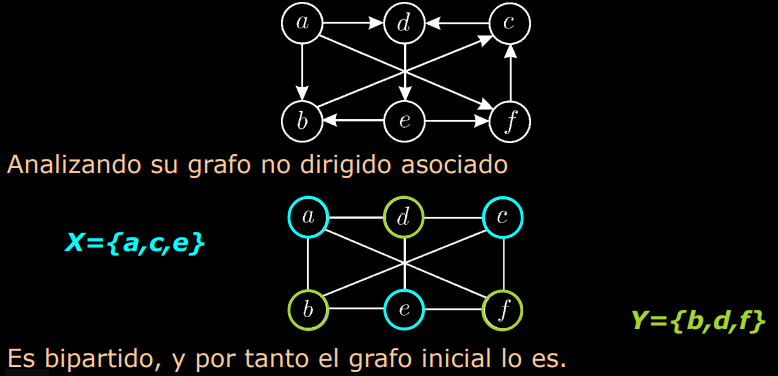 a d c
b e f
Analizando su grafo no dirigido asociado
a d c
X={a,c,e}
b e f
Y={b,d,f}
Es bipartido, y por tanto el grafo inicial lo es.